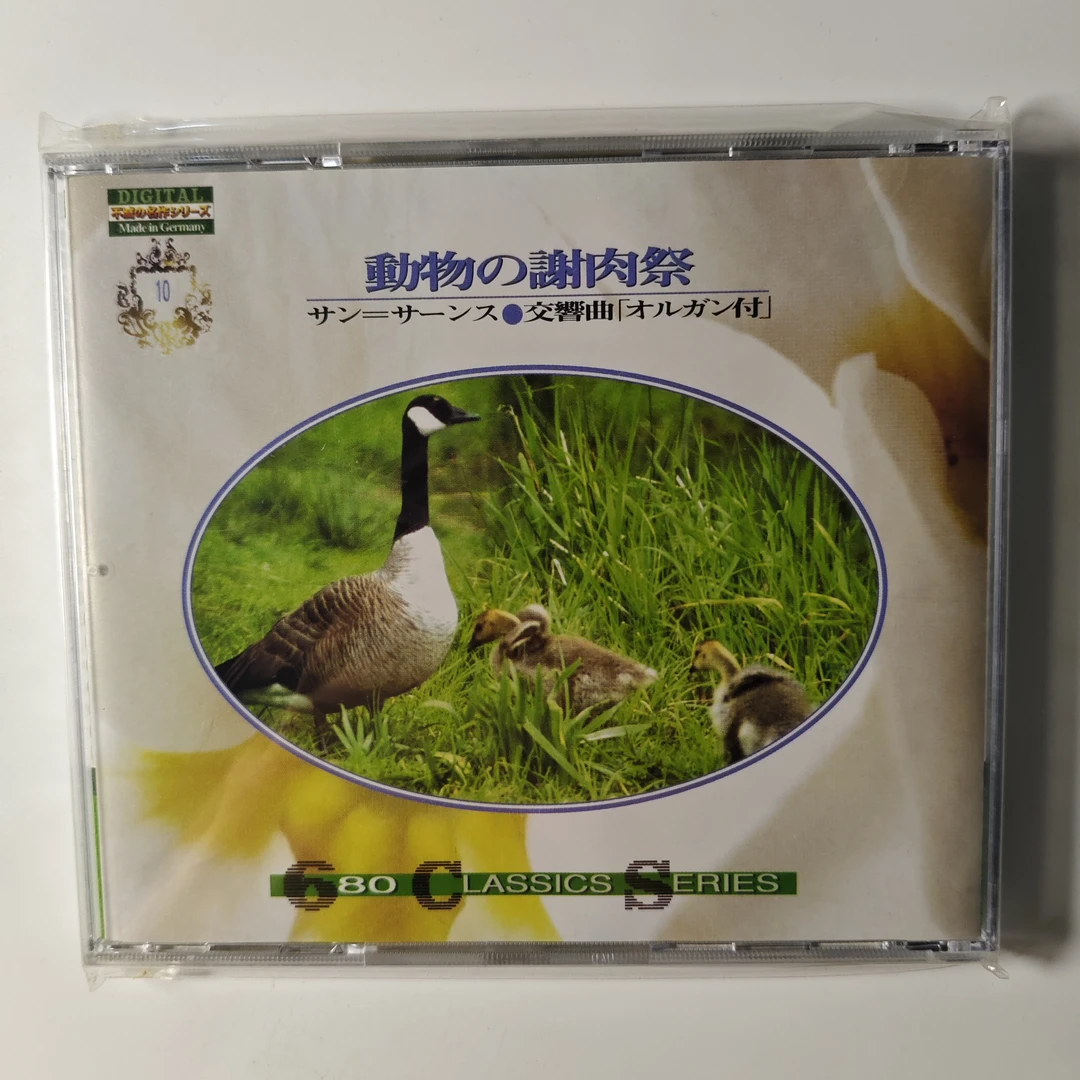 DIGITAL
不滅の名作シリーズ
Made in Germany
10
動物の謝肉祭
サン=サーンス●交響曲「オルガン付」
680 CLASSICS SERIES